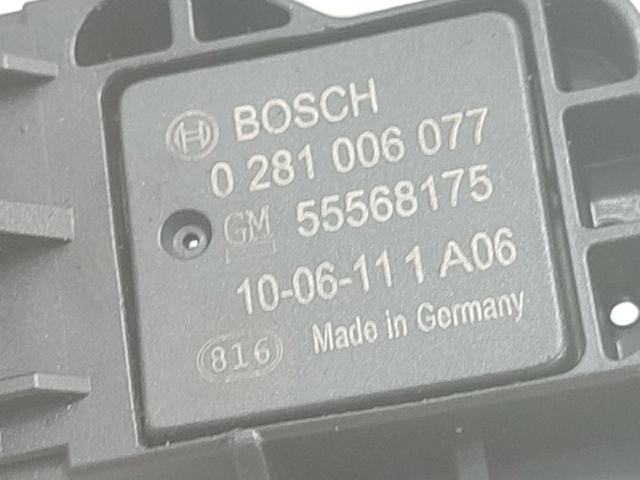 BOSCH
0 281 006 077
GM 55568175
10-06-11 1 A06
816 Made in Germany